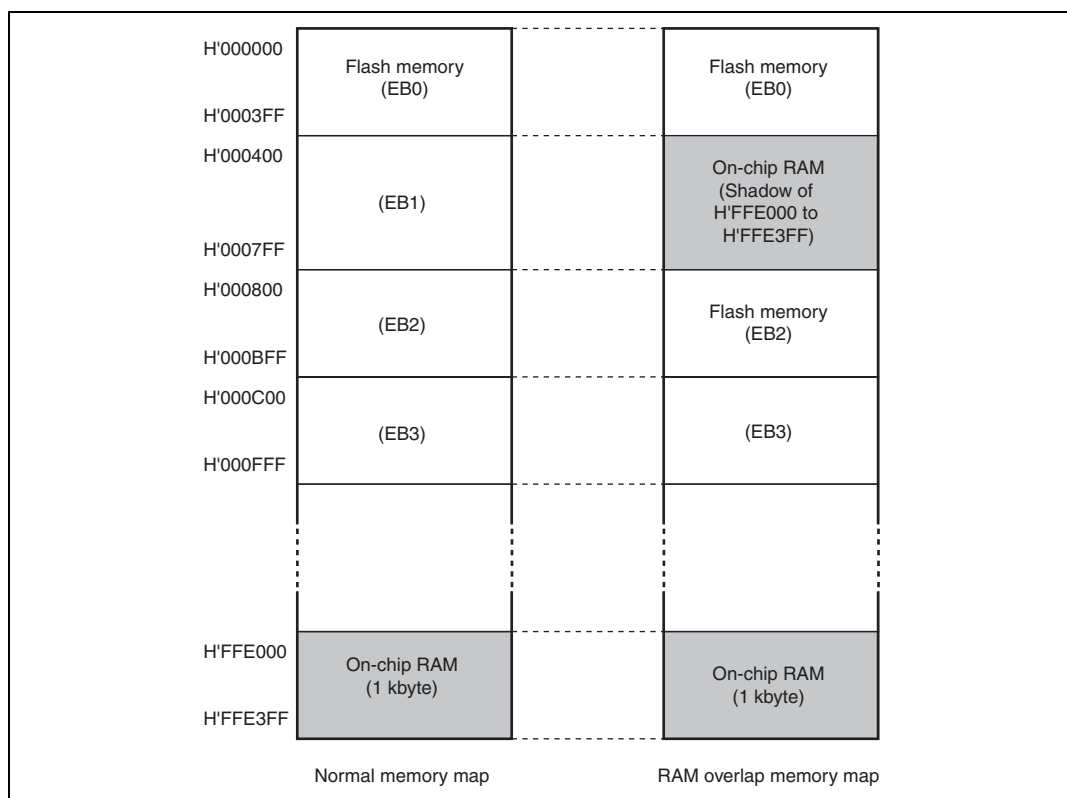 H'000000
Flash memory
(EB0)
Flash memory
(EB0)
H'0003FF
H'000400
(EB1)
On-chip RAM
(Shadow of
H'FFE000 to
H'FFE3FF)
H'0007FF
H'000800
(EB2)
Flash memory
(EB2)
H'000BFF
H'000C00
(EB3)
(EB3)
H'000FFF
H'FFE000
On-chip RAM
(1 kbyte)
On-chip RAM
(1 kbyte)
H'FFE3FF
Normal memory map
RAM overlap memory map